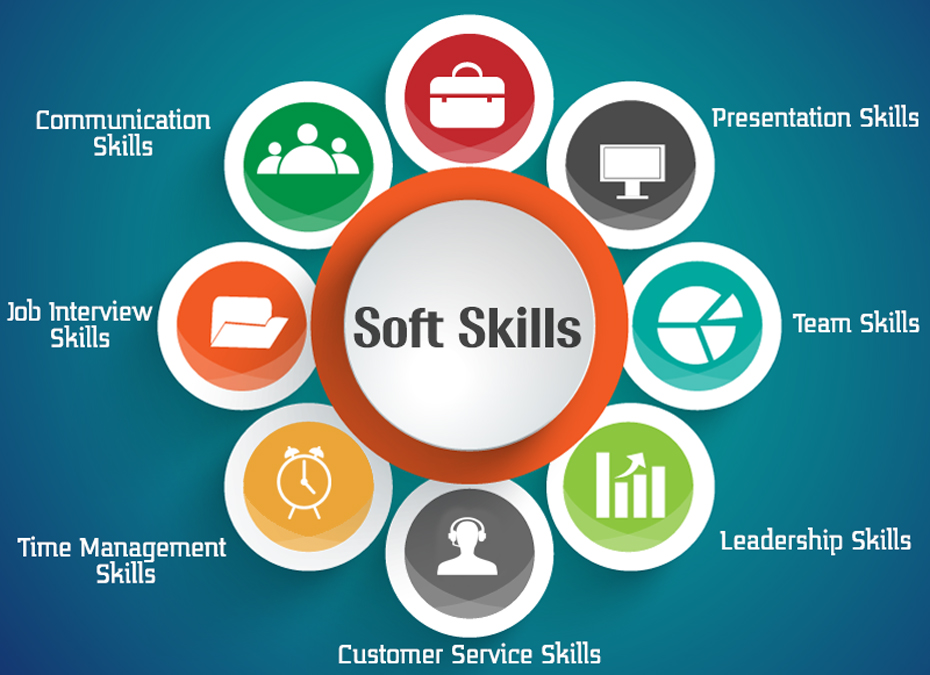 Communication
Skills
Presentation Skills
Job Interview
Skills
Soft Skills
Team Skills
Time Management
Skills
Leadership Skills
Customer Service Skills